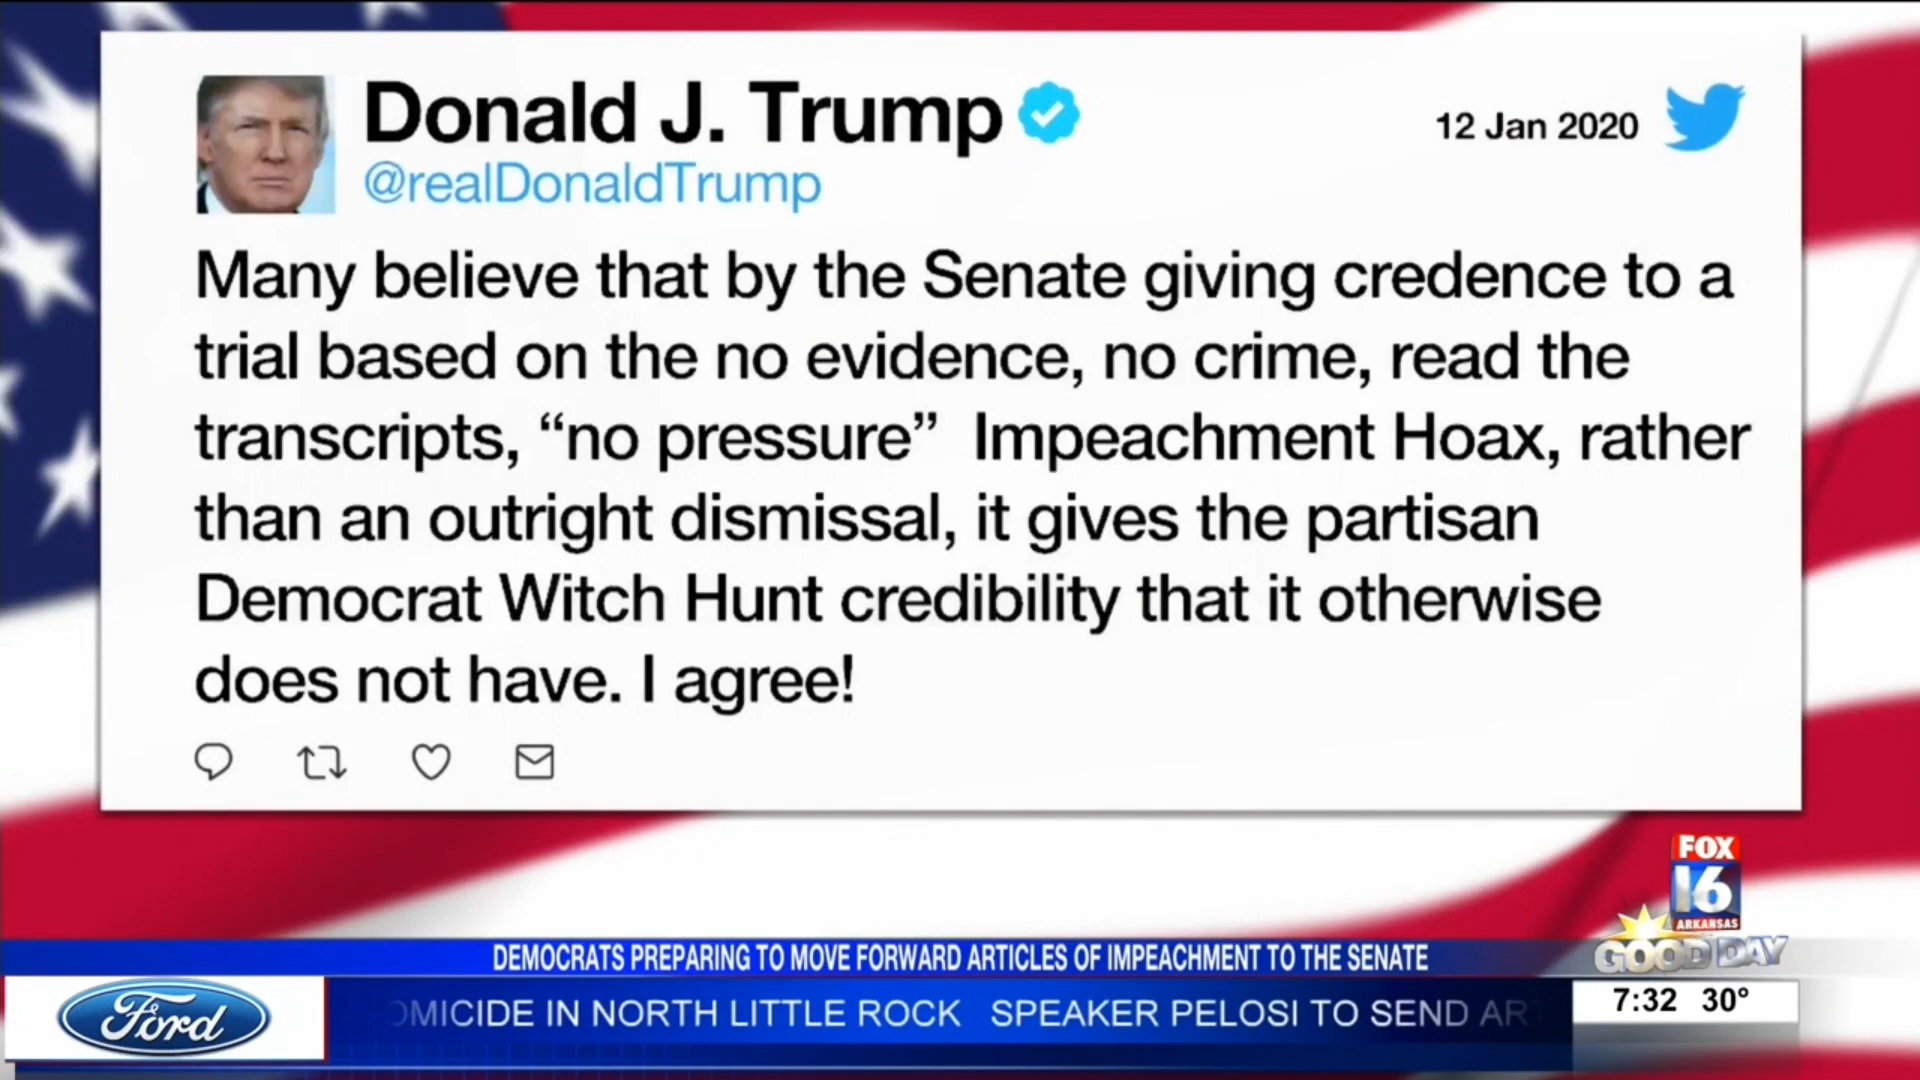 Donald J. Trump
12 Jan 2020
@realDonaldTrump
Many believe that by the Senate giving credence to a
trial based on the no evidence, no crime, read the
transcripts, “no pressure”  Impeachment Hoax, rather
than an outright dismissal, it gives the partisan
Democrat Witch Hunt credibility that it otherwise
does not have. I agree!
FOX
16
ARKANSAS
GOOD DAY
DEMOCRATS PREPARING TO MOVE FORWARD ARTICLES OF IMPEACHMENT TO THE SENATE
Ford
OMICIDE IN NORTH LITTLE ROCK SPEAKER PELOSI TO SEND ART
7:32 30°